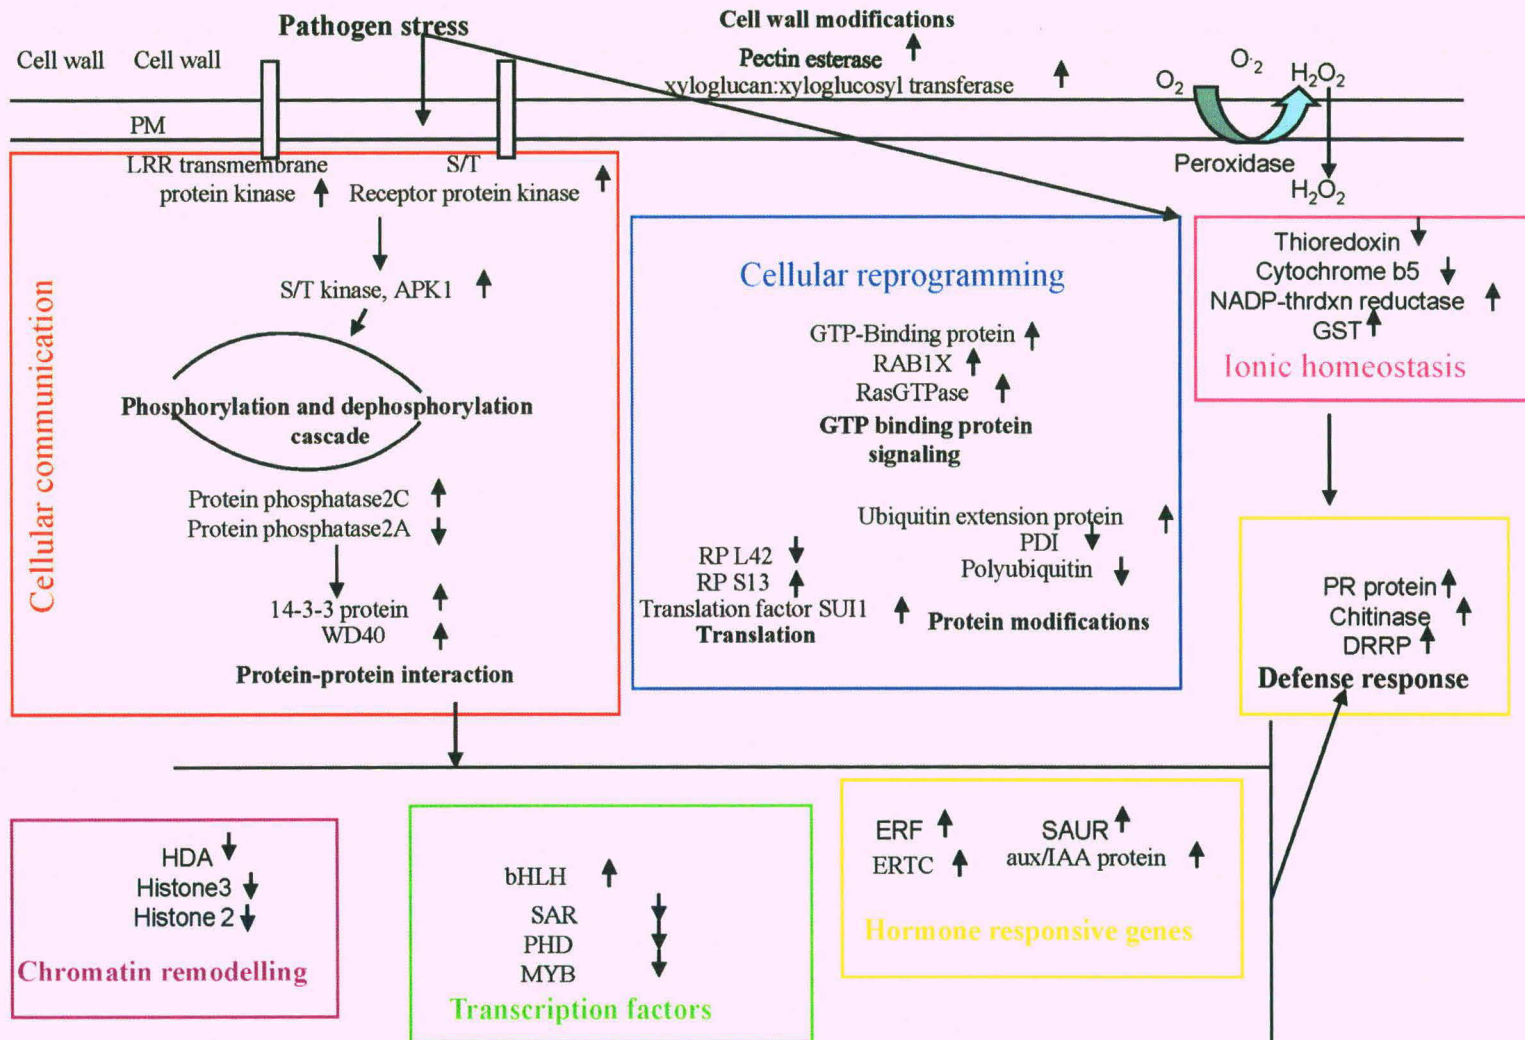 Pathogen stress
Cell wall modifications
Cell wall Cell wall
Pectin esterase ↑
xyloglucan:xyloglucosyl transferase ↑
O₂ O·₂ H₂O₂
PM
Peroxidase
H₂O₂
LRR transmembrane
protein kinase ↑
S/T
Receptor protein kinase ↑
S/T kinase, APK1 ↑
Phosphorylation and dephosphorylation
cascade
Protein phosphatase2C ↑
Protein phosphatase2A ↓
14-3-3 protein ↑
WD40 ↑
Protein-protein interaction
Cellular communication
Cellular reprogramming
GTP-Binding protein ↑
RAB1X ↑
RasGTPase ↑
GTP binding protein
signaling
Ubiquitin extension protein ↑
PDI ↓
Polyubiquitin ↓
Protein modifications
RP L42 ↓
RP S13 ↑
Translation factor SUI1 ↑
Translation
Thioredoxin ↓
Cytochrome b5 ↓
NADP-thrdxn reductase ↑
GST ↑
Ionic homeostasis
PR protein ↑
Chitinase ↑
DRRP ↑
Defense response
HDA ↓
Histone3 ↓
Histone 2 ↓
Chromatin remodelling
bHLH ↑
SAR ↓
PHD ↓
MYB ↓
Transcription factors
ERF ↑ SAUR ↑
ERTC ↑ aux/IAA protein ↑
Hormone responsive genes